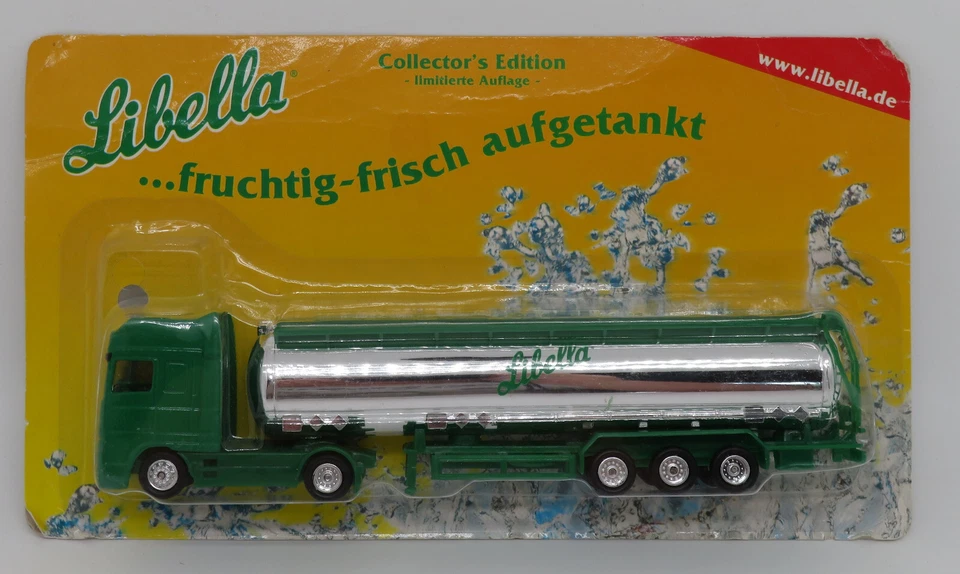 Libella®
Collector's Edition
- limitierte Auflage -
www.libella.de
...fruchtig-frisch aufgetankt
Libella